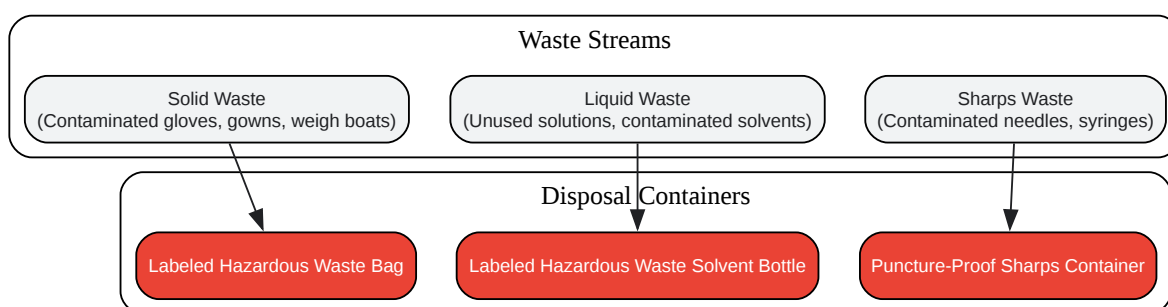 Waste Streams
Solid Waste
(Contaminated gloves, gowns, weigh boats)
Liquid Waste
(Unused solutions, contaminated solvents)
Sharps Waste
(Contaminated needles, syringes)
Disposal Containers
Labeled Hazardous Waste Bag
Labeled Hazardous Waste Solvent Bottle
Puncture-Proof Sharps Container